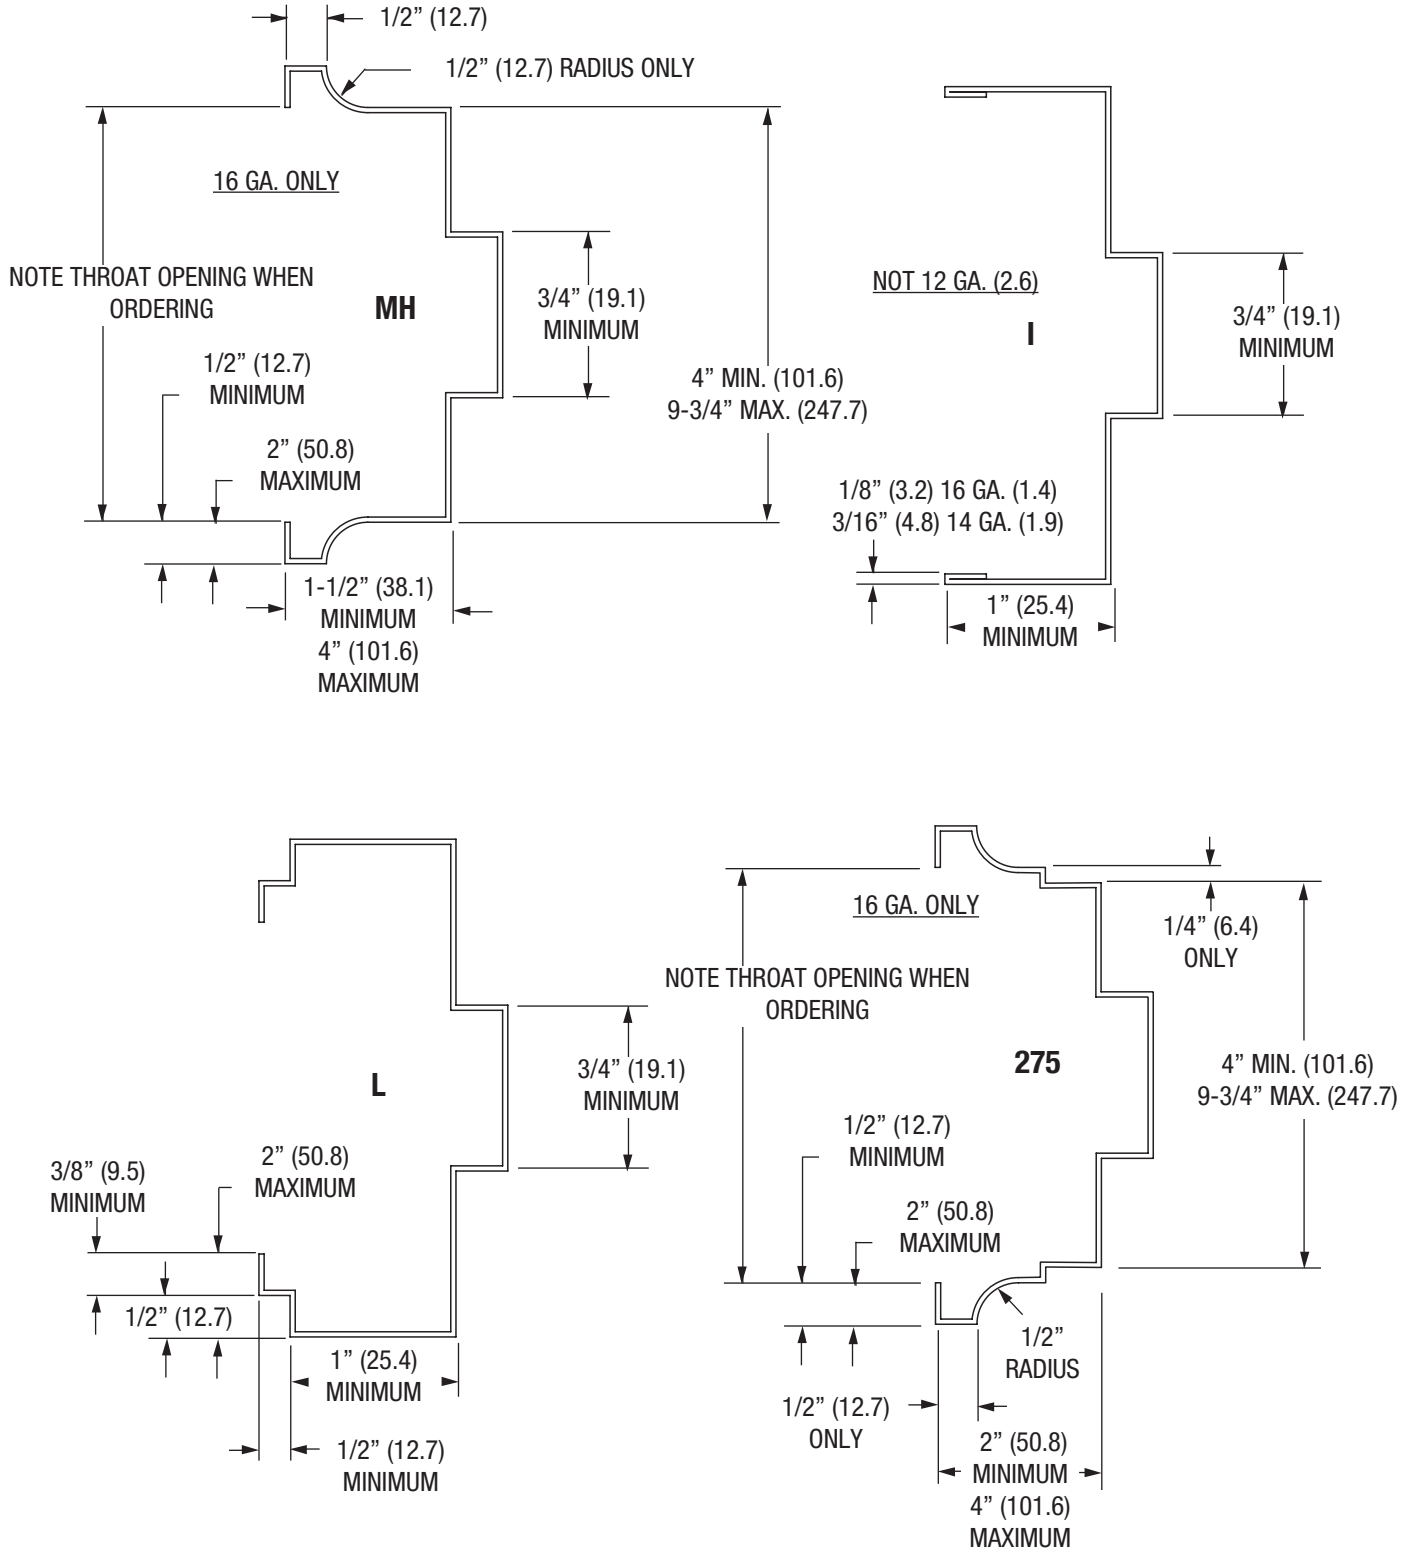 1/2” (12.7)
1/2” (12.7) RADIUS ONLY
16 GA. ONLY
NOTE THROAT OPENING WHEN
ORDERING
MH
3/4” (19.1)
MINIMUM
1/2” (12.7)
MINIMUM
4” MIN. (101.6)
9-3/4” MAX. (247.7)
2” (50.8)
MAXIMUM
1-1/2” (38.1)
MINIMUM
4” (101.6)
MAXIMUM
NOT 12 GA. (2.6)
I
3/4” (19.1)
MINIMUM
1/8” (3.2) 16 GA. (1.4)
3/16” (4.8) 14 GA. (1.9)
1” (25.4)
MINIMUM
L
3/4” (19.1)
MINIMUM
2” (50.8)
MAXIMUM
3/8” (9.5)
MINIMUM
1/2” (12.7)
1” (25.4)
MINIMUM
1/2” (12.7)
MINIMUM
16 GA. ONLY
1/4” (6.4)
ONLY
NOTE THROAT OPENING WHEN
ORDERING
275
4” MIN. (101.6)
9-3/4” MAX. (247.7)
1/2” (12.7)
MINIMUM
2” (50.8)
MAXIMUM
1/2”
RADIUS
1/2” (12.7)
ONLY
2” (50.8)
MINIMUM
4” (101.6)
MAXIMUM